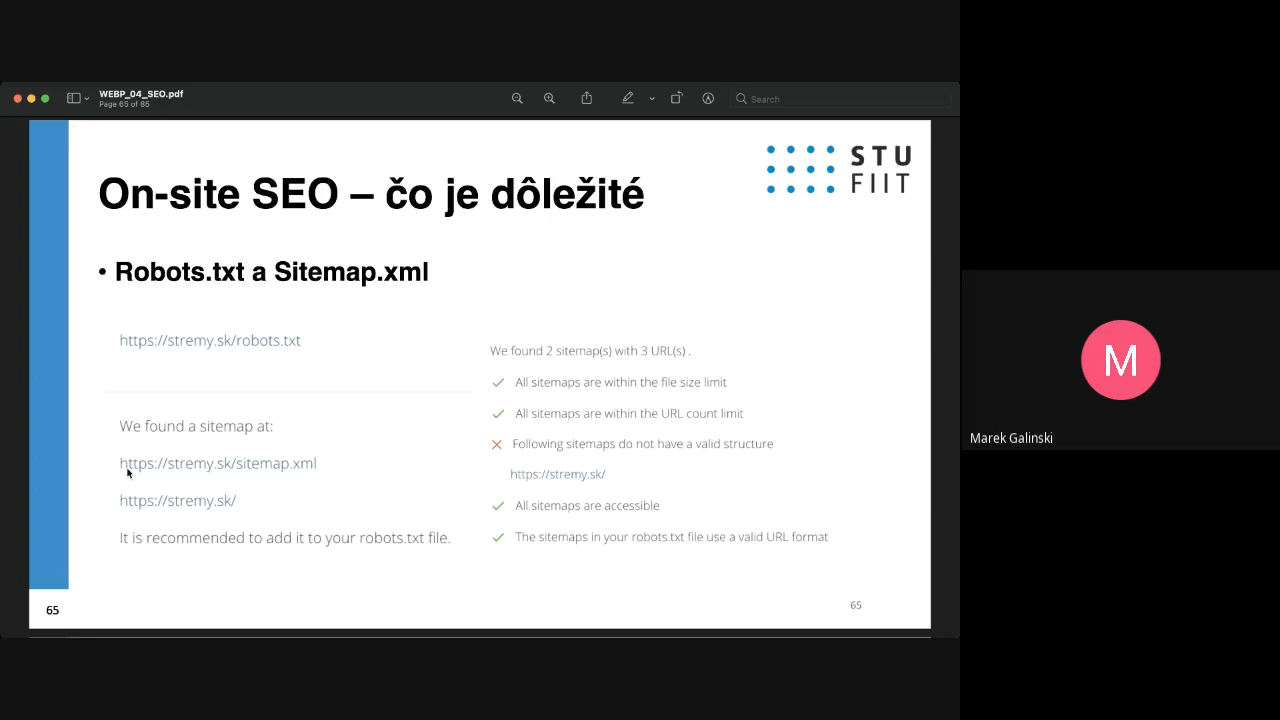 WEBP_04_SEO.pdf
Page 65 of 85
Search
STU
FIIT
On-site SEO – čo je dôležité
• Robots.txt a Sitemap.xml
https://stremy.sk/robots.txt
We found a sitemap at:
https://stremy.sk/sitemap.xml
https://stremy.sk/
It is recommended to add it to your robots.txt file.
We found 2 sitemap(s) with 3 URL(s) .
All sitemaps are within the file size limit
All sitemaps are within the URL count limit
Following sitemaps do not have a valid structure
https://stremy.sk/
All sitemaps are accessible
The sitemaps in your robots.txt file use a valid URL format
65
65
M
Marek Galinski